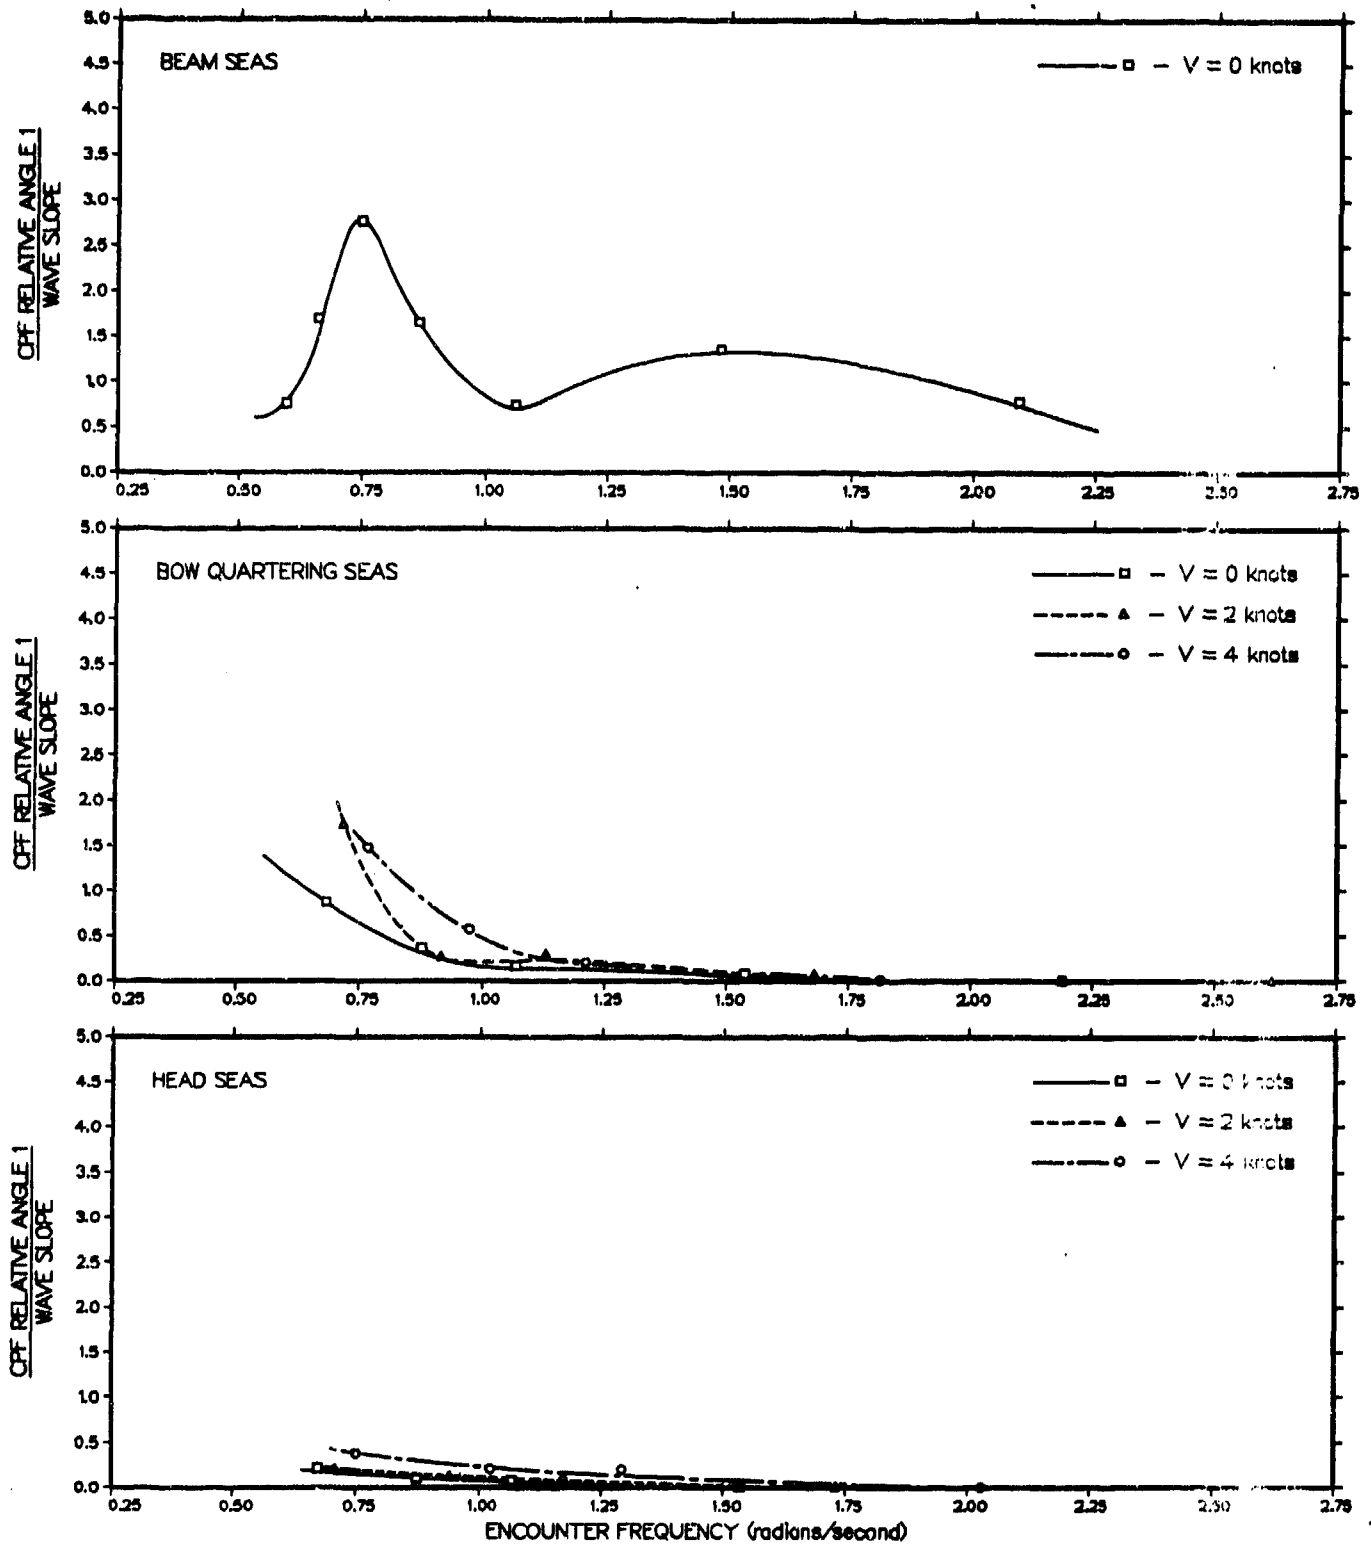 BEAM SEAS
— V = 0 knots
CPF RELATIVE ANGLE 1
WAVE SLOPE
5.0
4.5
4.0
3.5
3.0
2.5
2.0
1.5
1.0
0.5
0.0
0.25 0.50 0.75 1.00 1.25 1.50 1.75 2.00 2.25 2.50 2.75
BOW QUARTERING SEAS
— V = 0 knots
— V = 2 knots
— V = 4 knots
CPF RELATIVE ANGLE 1
WAVE SLOPE
5.0
4.5
4.0
3.5
3.0
2.5
2.0
1.5
1.0
0.5
0.0
0.25 0.50 0.75 1.00 1.25 1.50 1.75 2.00 2.25 2.50 2.75
HEAD SEAS
— V = 0 knots
— V = 2 knots
— V = 4 knots
CPF RELATIVE ANGLE 1
WAVE SLOPE
5.0
4.5
4.0
3.5
3.0
2.5
2.0
1.5
1.0
0.5
0.0
0.25 0.50 0.75 1.00 1.25 1.50 1.75 2.00 2.25 2.50 2.75
ENCOUNTER FREQUENCY (radians/second)